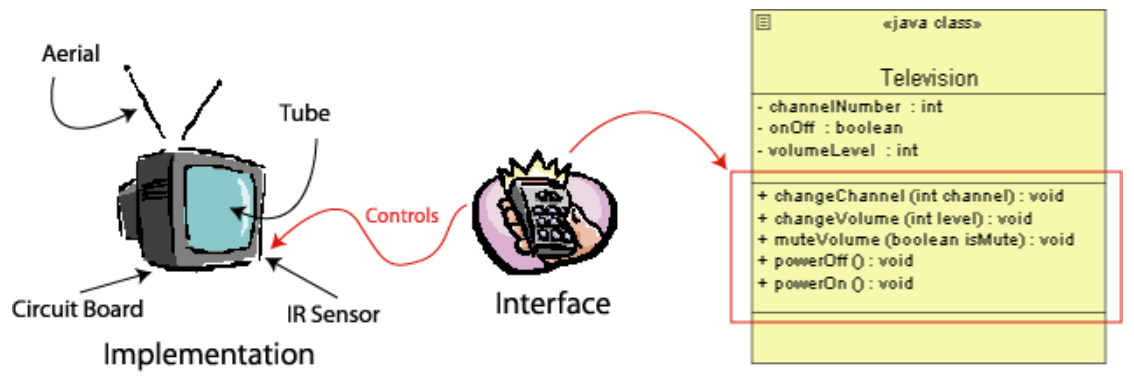 Aerial
Tube
Circuit Board
IR Sensor
Implementation
Controls
Interface
«java class»
Television
- channelNumber : int
- onOff : boolean
- volumeLevel : int
+ changeChannel (int channel) : void
+ changeVolume (int level) : void
+ muteVolume (boolean isMute) : void
+ powerOff () : void
+ powerOn () : void